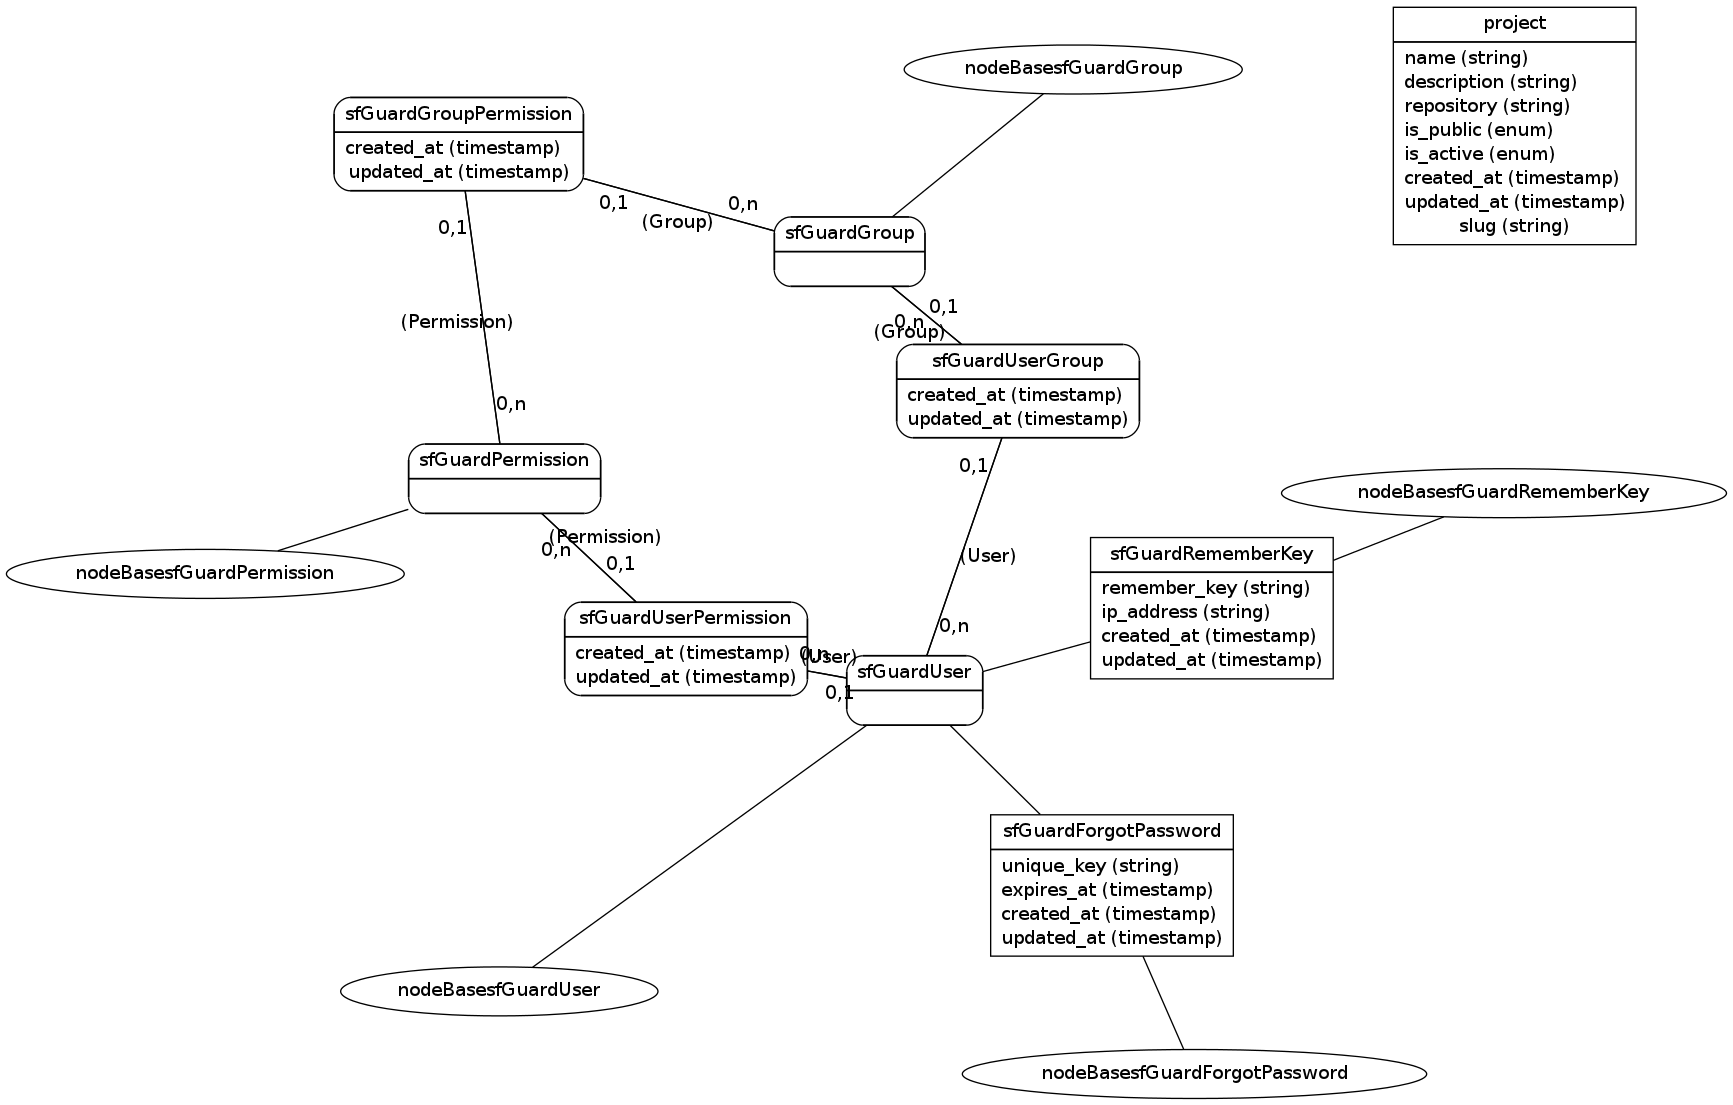 project
name (string)
description (string)
repository (string)
is_public (enum)
is_active (enum)
created_at (timestamp)
updated_at (timestamp)
slug (string)
nodeBasesfGuardGroup
sfGuardGroupPermission
created_at (timestamp)
updated_at (timestamp)
0,1
(Group)
0,n
sfGuardGroup
0,1
(Permission)
0,n
0,1
0,n
(Group)
sfGuardUserGroup
created_at (timestamp)
updated_at (timestamp)
sfGuardPermission
nodeBasesfGuardPermission
(Permission)
0,n
0,1
0,1
(User)
0,n
nodeBasesfGuardRememberKey
sfGuardRememberKey
remember_key (string)
ip_address (string)
created_at (timestamp)
updated_at (timestamp)
sfGuardUserPermission
created_at (timestamp)
updated_at (timestamp)
0,n
(User)
0,1
sfGuardUser
sfGuardForgotPassword
unique_key (string)
expires_at (timestamp)
created_at (timestamp)
updated_at (timestamp)
nodeBasesfGuardUser
nodeBasesfGuardForgotPassword